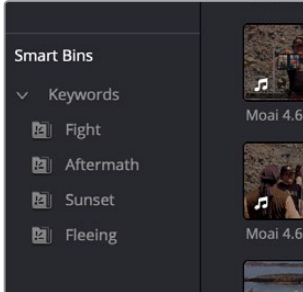 Smart Bins
Keywords
Fight
Aftermath
Sunset
Fleeing
Moai 4.6
Moai 4.6